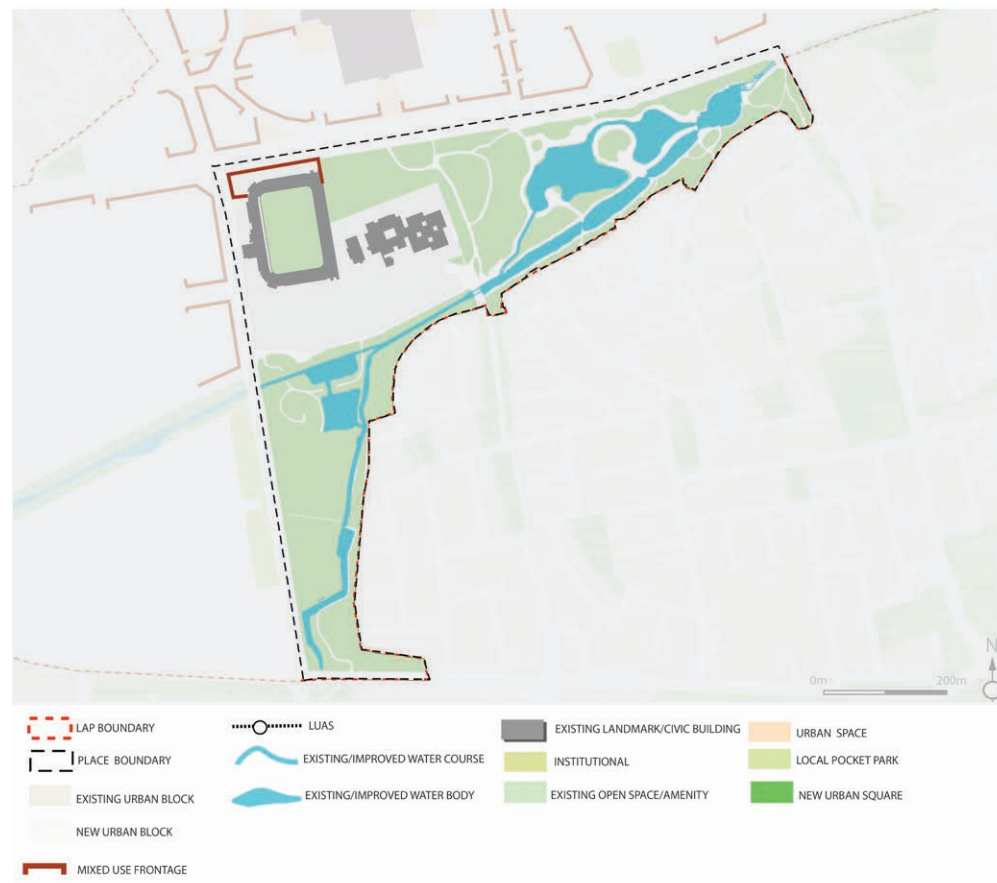 N
0m 200m
LAP BOUNDARY
PLACE BOUNDARY
EXISTING URBAN BLOCK
NEW URBAN BLOCK
MIXED USE FRONTAGE
LUAS
EXISTING/IMPROVED WATER COURSE
EXISTING/IMPROVED WATER BODY
EXISTING LANDMARK/CIVIC BUILDING
INSTITUTIONAL
EXISTING OPEN SPACE/AMENITY
URBAN SPACE
LOCAL POCKET PARK
NEW URBAN SQUARE